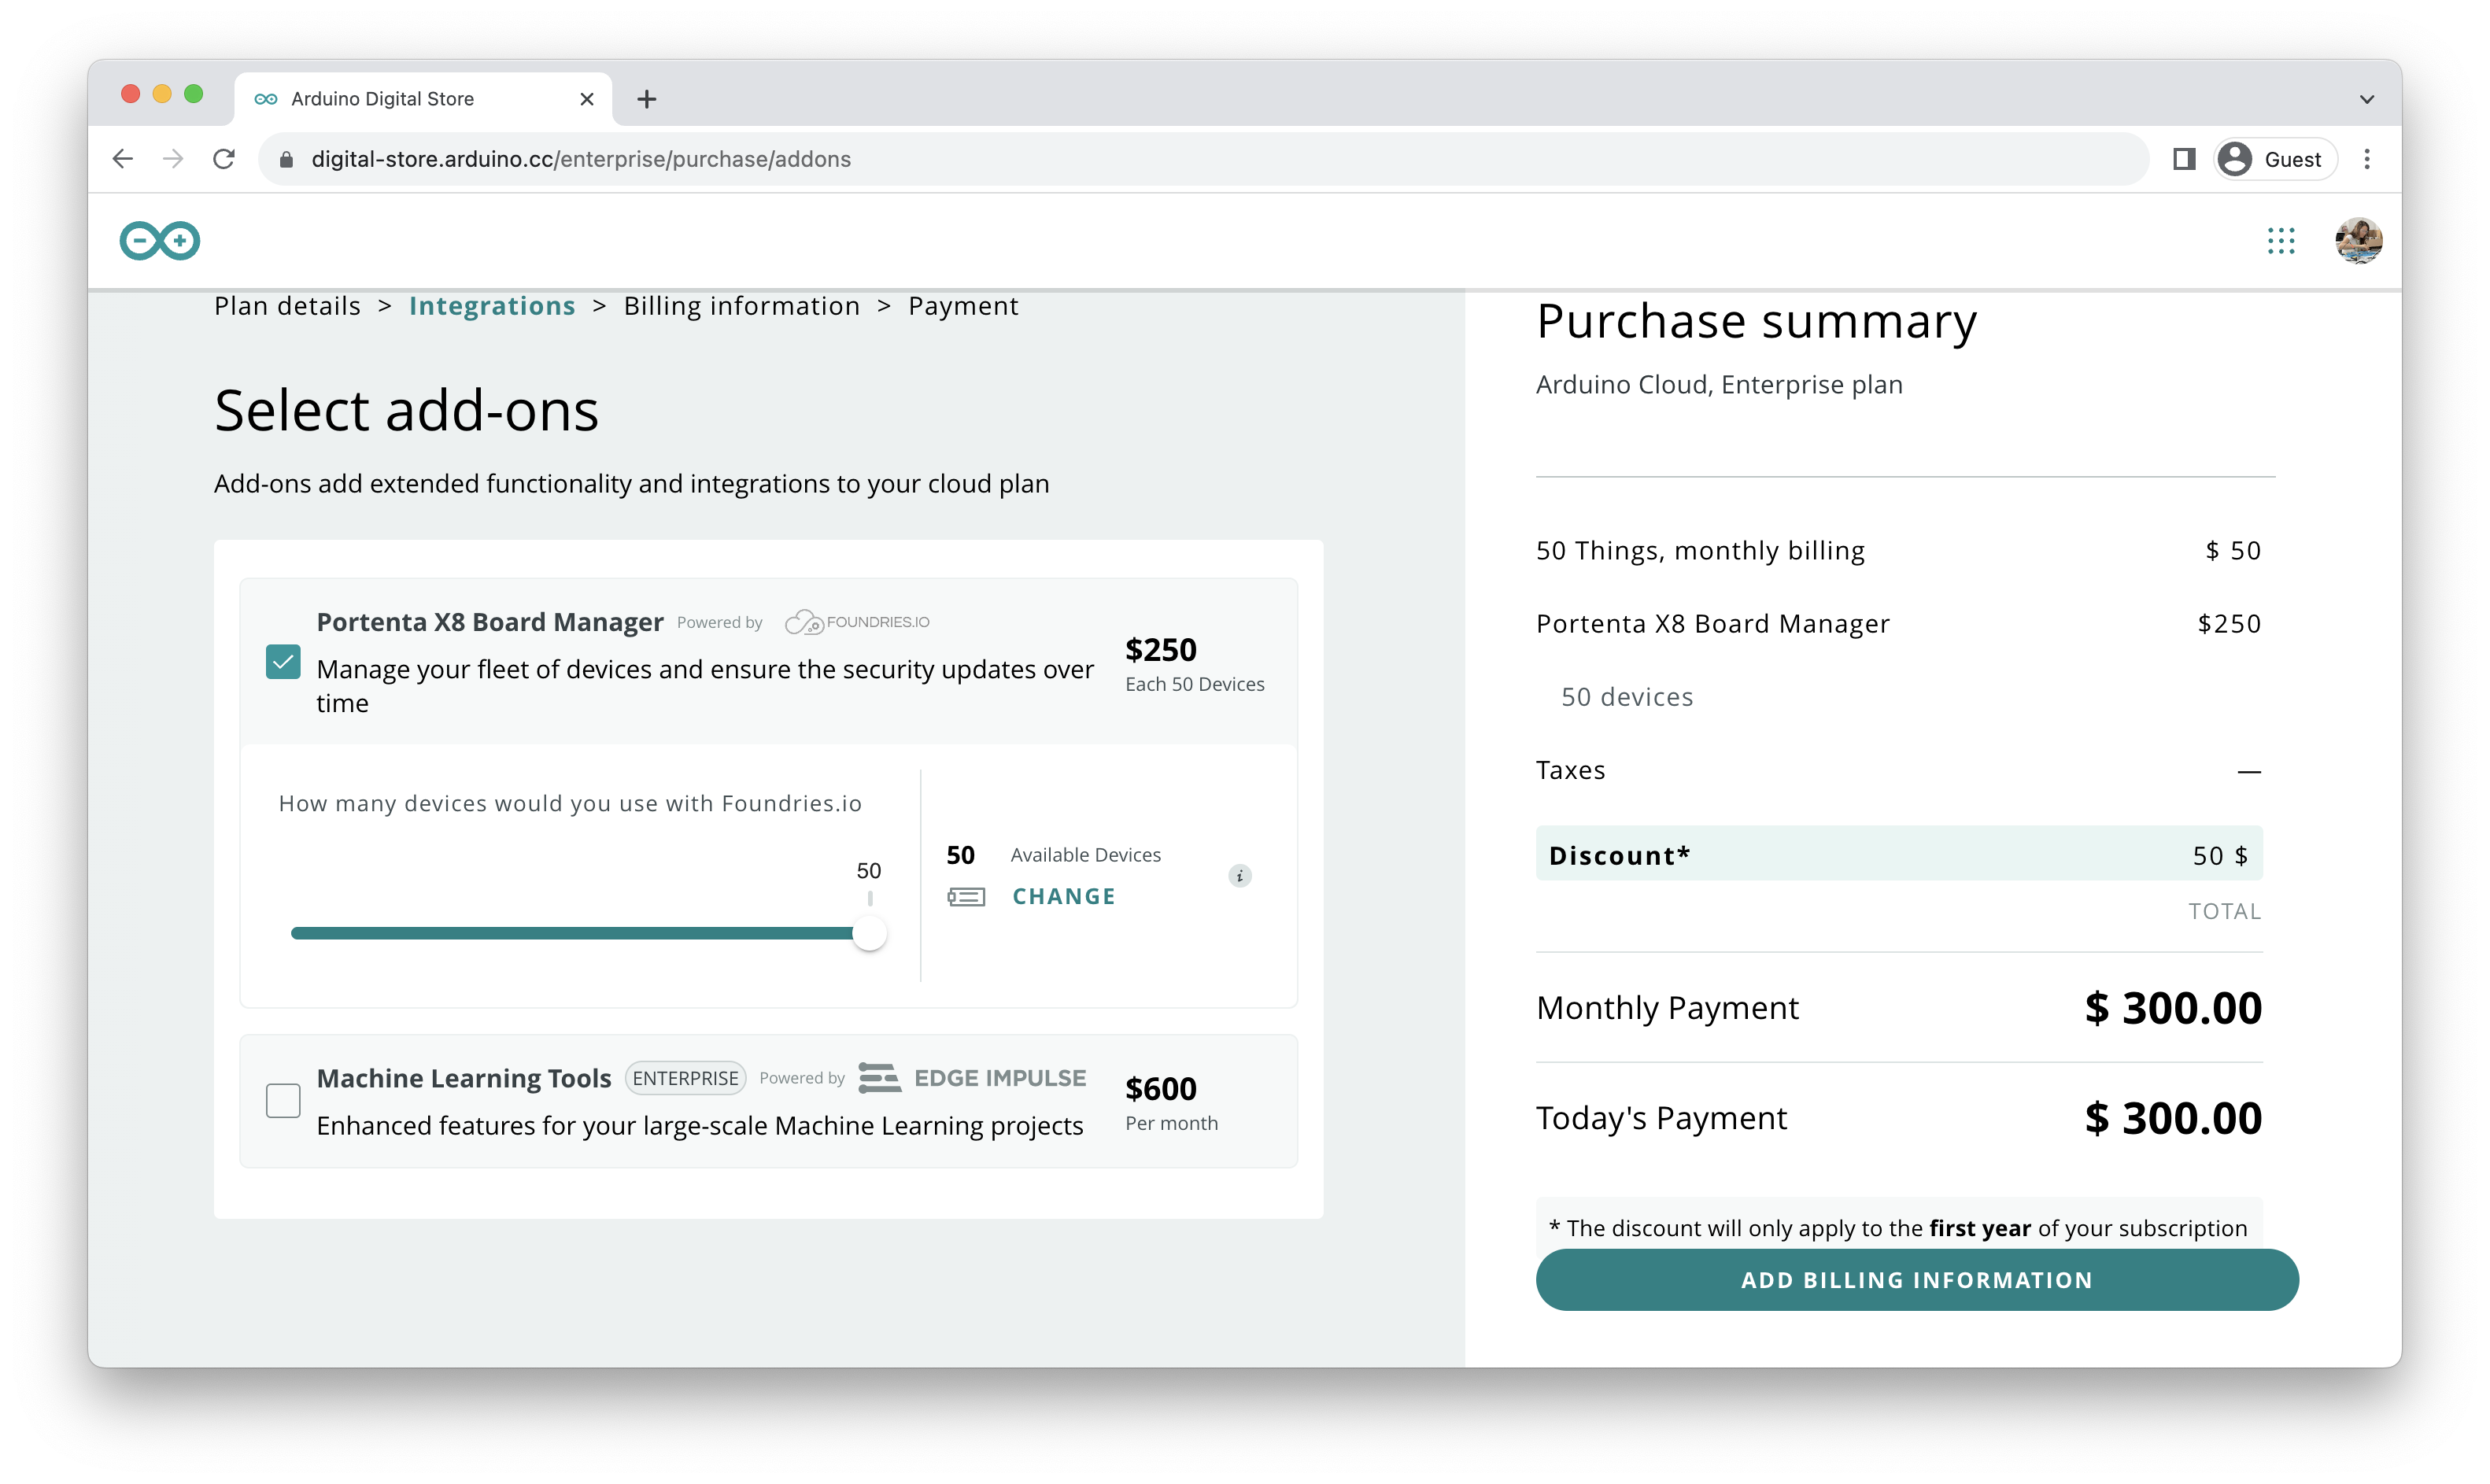 Arduino Digital Store
digital-store.arduino.cc/enterprise/purchase/addons
Guest
Plan details > Integrations > Billing information > Payment
Select add-ons
Add-ons add extended functionality and integrations to your cloud plan
Portenta X8 Board Manager Powered by FOUNDRIES.IO
Manage your fleet of devices and ensure the security updates over
time
$250
Each 50 Devices
How many devices would you use with Foundries.io
50
50 Available Devices
CHANGE
i
Machine Learning Tools ENTERPRISE Powered by EDGE IMPULSE
Enhanced features for your large-scale Machine Learning projects
$600
Per month
Purchase summary
Arduino Cloud, Enterprise plan
50 Things, monthly billing $ 50
Portenta X8 Board Manager $250
50 devices
Taxes —
Discount* 50 $
TOTAL
Monthly Payment $ 300.00
Today's Payment $ 300.00
* The discount will only apply to the first year of your subscription
ADD BILLING INFORMATION